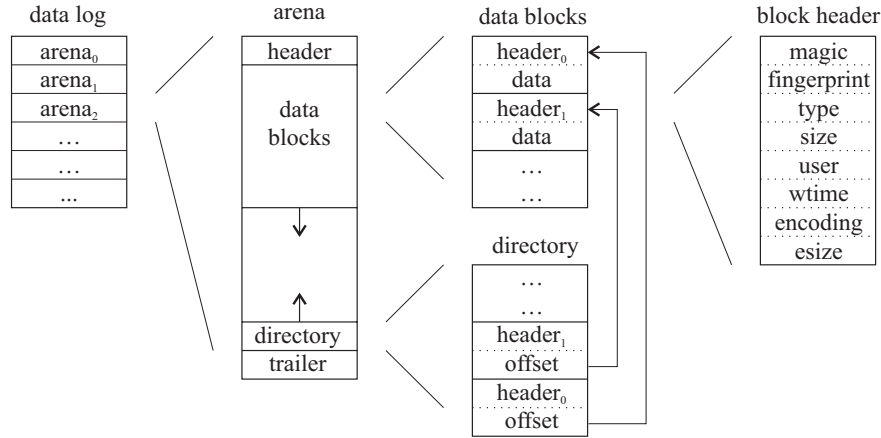 data log
arena₀
arena₁
arena₂
…
…
...
arena
header
data
blocks
directory
trailer
data blocks
header₀
data
header₁
data
…
…
directory
…
…
header₁
offset
header₀
offset
block header
magic
fingerprint
type
size
user
wtime
encoding
esize